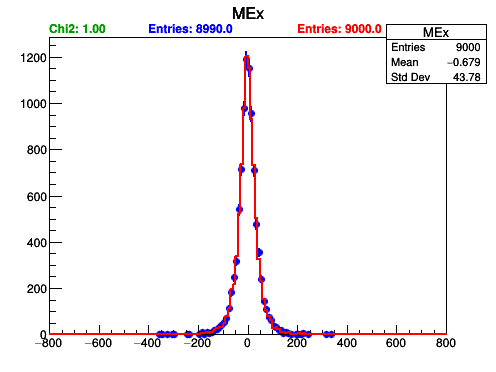 MEx
Chi2: 1.00 Entries: 8990.0 Entries: 9000.0
MEx
Entries 9000
Mean −0.679
Std Dev 43.78
1200
1000
800
600
400
200
0
−800 −600 −400 −200 0 200 400 600 800